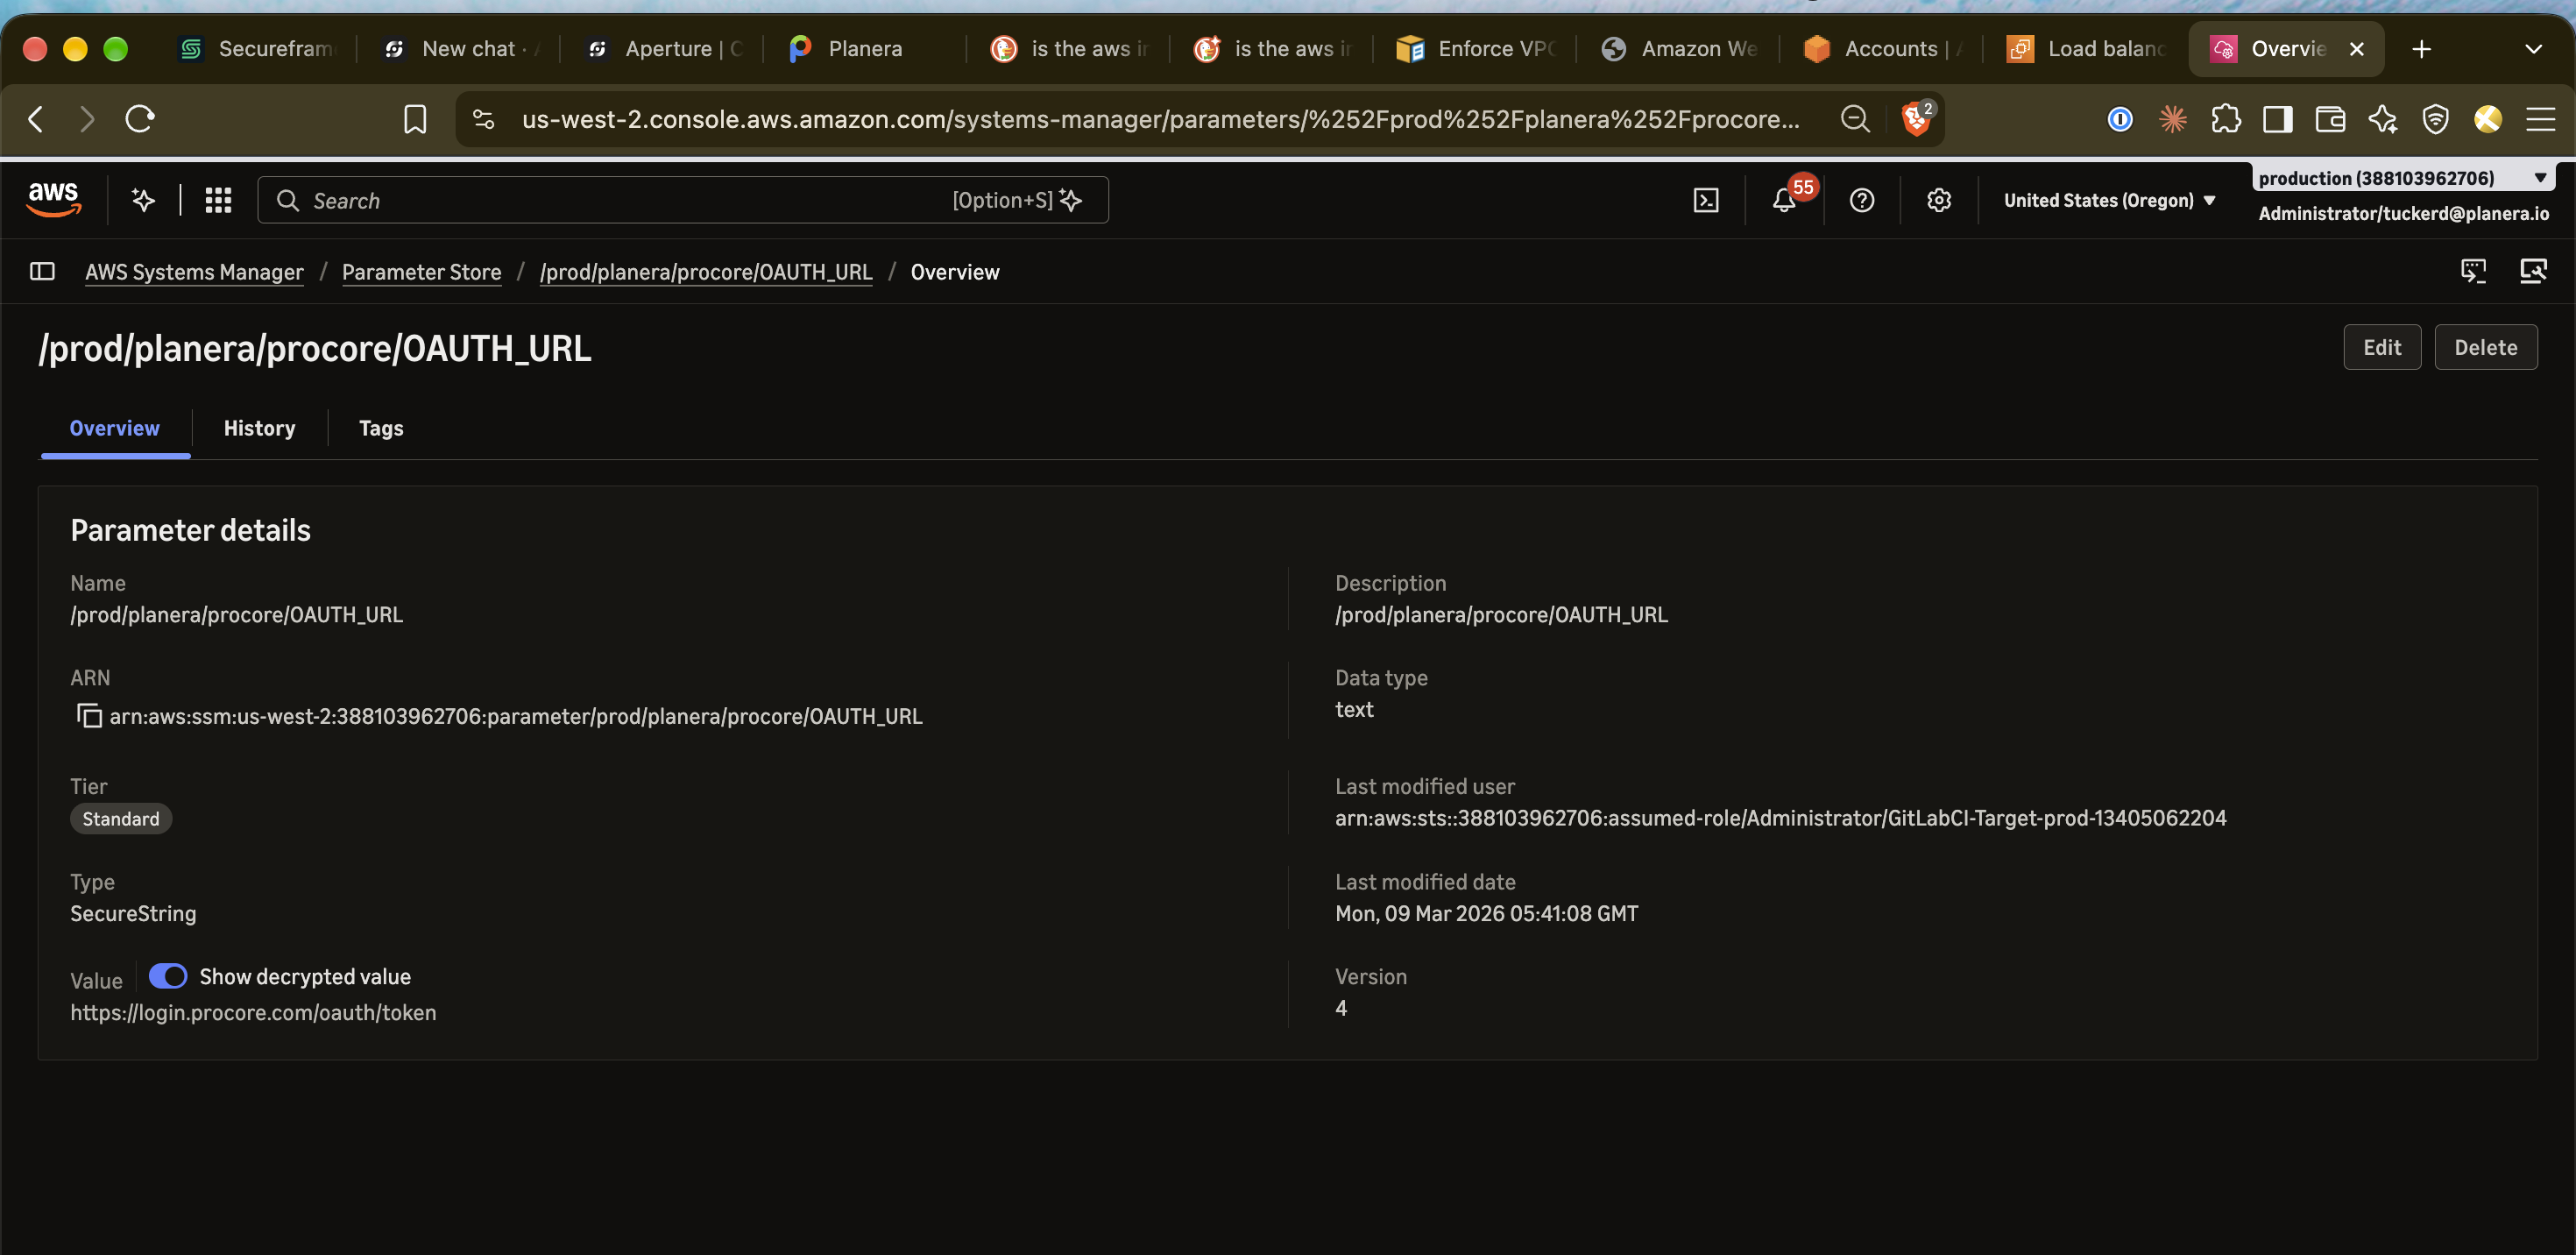 Securefram
New chat ·
Aperture | C
Planera
is the aws i
is the aws i
Enforce VPC
Amazon We
Accounts |
Load balanc
Overvie
us-west-2.console.aws.amazon.com/systems-manager/parameters/%252Fprod%252Fplanera%252Fprocore...
2
aws
Search
[Option+S]
55
United States (Oregon)
production (388103962706)
Administrator/tuckerd@planera.io
AWS Systems Manager / Parameter Store / /prod/planera/procore/OAUTH_URL / Overview
/prod/planera/procore/OAUTH_URL
Edit
Delete
Overview
History
Tags
Parameter details
Name
/prod/planera/procore/OAUTH_URL
Description
/prod/planera/procore/OAUTH_URL
ARN
arn:aws:ssm:us-west-2:388103962706:parameter/prod/planera/procore/OAUTH_URL
Data type
text
Tier
Standard
Last modified user
arn:aws:sts::388103962706:assumed-role/Administrator/GitLabCI-Target-prod-13405062204
Type
SecureString
Last modified date
Mon, 09 Mar 2026 05:41:08 GMT
Value
Show decrypted value
https://login.procore.com/oauth/token
Version
4